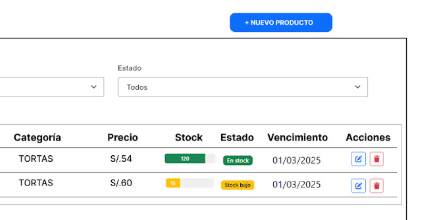 + NUEVO PRODUCTO
Estado
Todos
Categoría Precio Stock Estado Vencimiento Acciones
TORTAS S/.54 120 En stock 01/03/2025
TORTAS S/.60 Stock bajo 01/03/2025